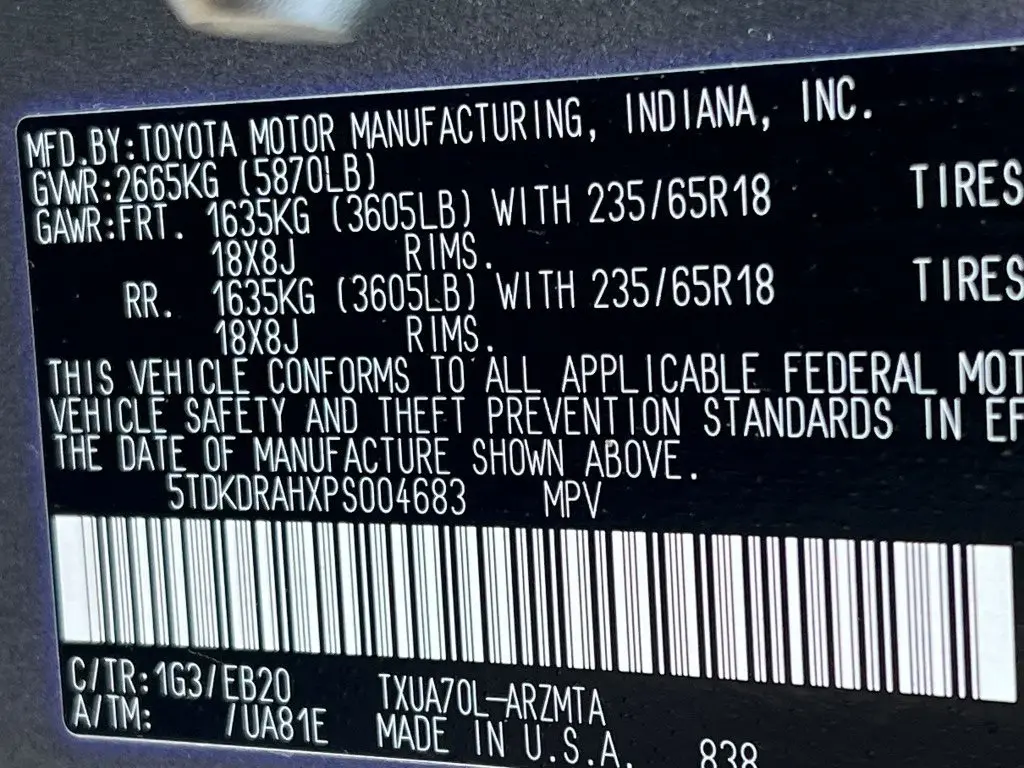 MFD.BY:TOYOTA MOTOR MANUFACTURING, INDIANA, INC.
GVWR:2665KG (5870LB)
GAWR:FRT. 1635KG (3605LB) WITH 235/65R18 TIRES
18X8J RIMS.
RR. 1635KG (3605LB) WITH 235/65R18 TIRES
18X8J RIMS.
THIS VEHICLE CONFORMS TO ALL APPLICABLE FEDERAL MOT
VEHICLE SAFETY AND THEFT PREVENTION STANDARDS IN EF
THE DATE OF MANUFACTURE SHOWN ABOVE.
5TDKDRAHXPS004683 MPV
C/TR:1G3/EB20 TXUA70L-ARZMTA
A/TM: /UA81E MADE IN U.S.A. 838